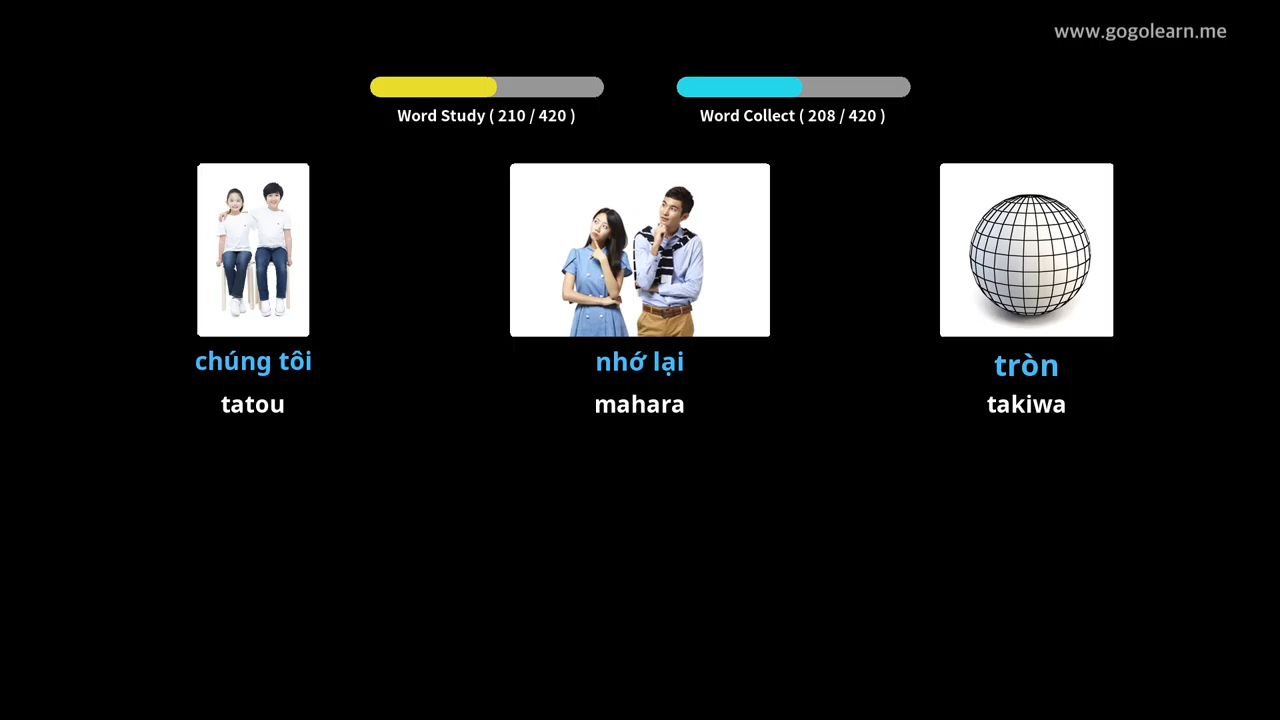 www.gogolearn.me
Word Study ( 210 / 420 )
Word Collect ( 208 / 420 )
chúng tôi
nhớ lại
tròn
tatou
mahara
takiwa